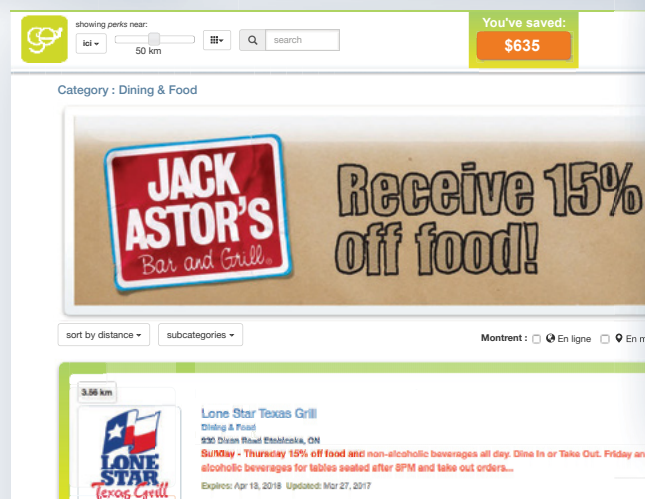 showing perks near:
ici
50 km
search
You've saved:
$635
Category : Dining & Food
JACK
ASTOR'S
Bar and Grill
Receive 15%
off food!
sort by distance
subcategories
Montrent :
En ligne
En m
3.56 km
Lone Star Texas Grill
Dining & Food
930 Dixon Road Etobicoke, ON
- Thursday 15% off food and non-alcoholic beverages all day. Dine In or Take Out. Friday an
alcoholic beverages for tables seated after 8PM and take out orders...
Expires: Apr 13, 2018 Updated: Mar 27, 2017
LONE
STAR
Texas Grill